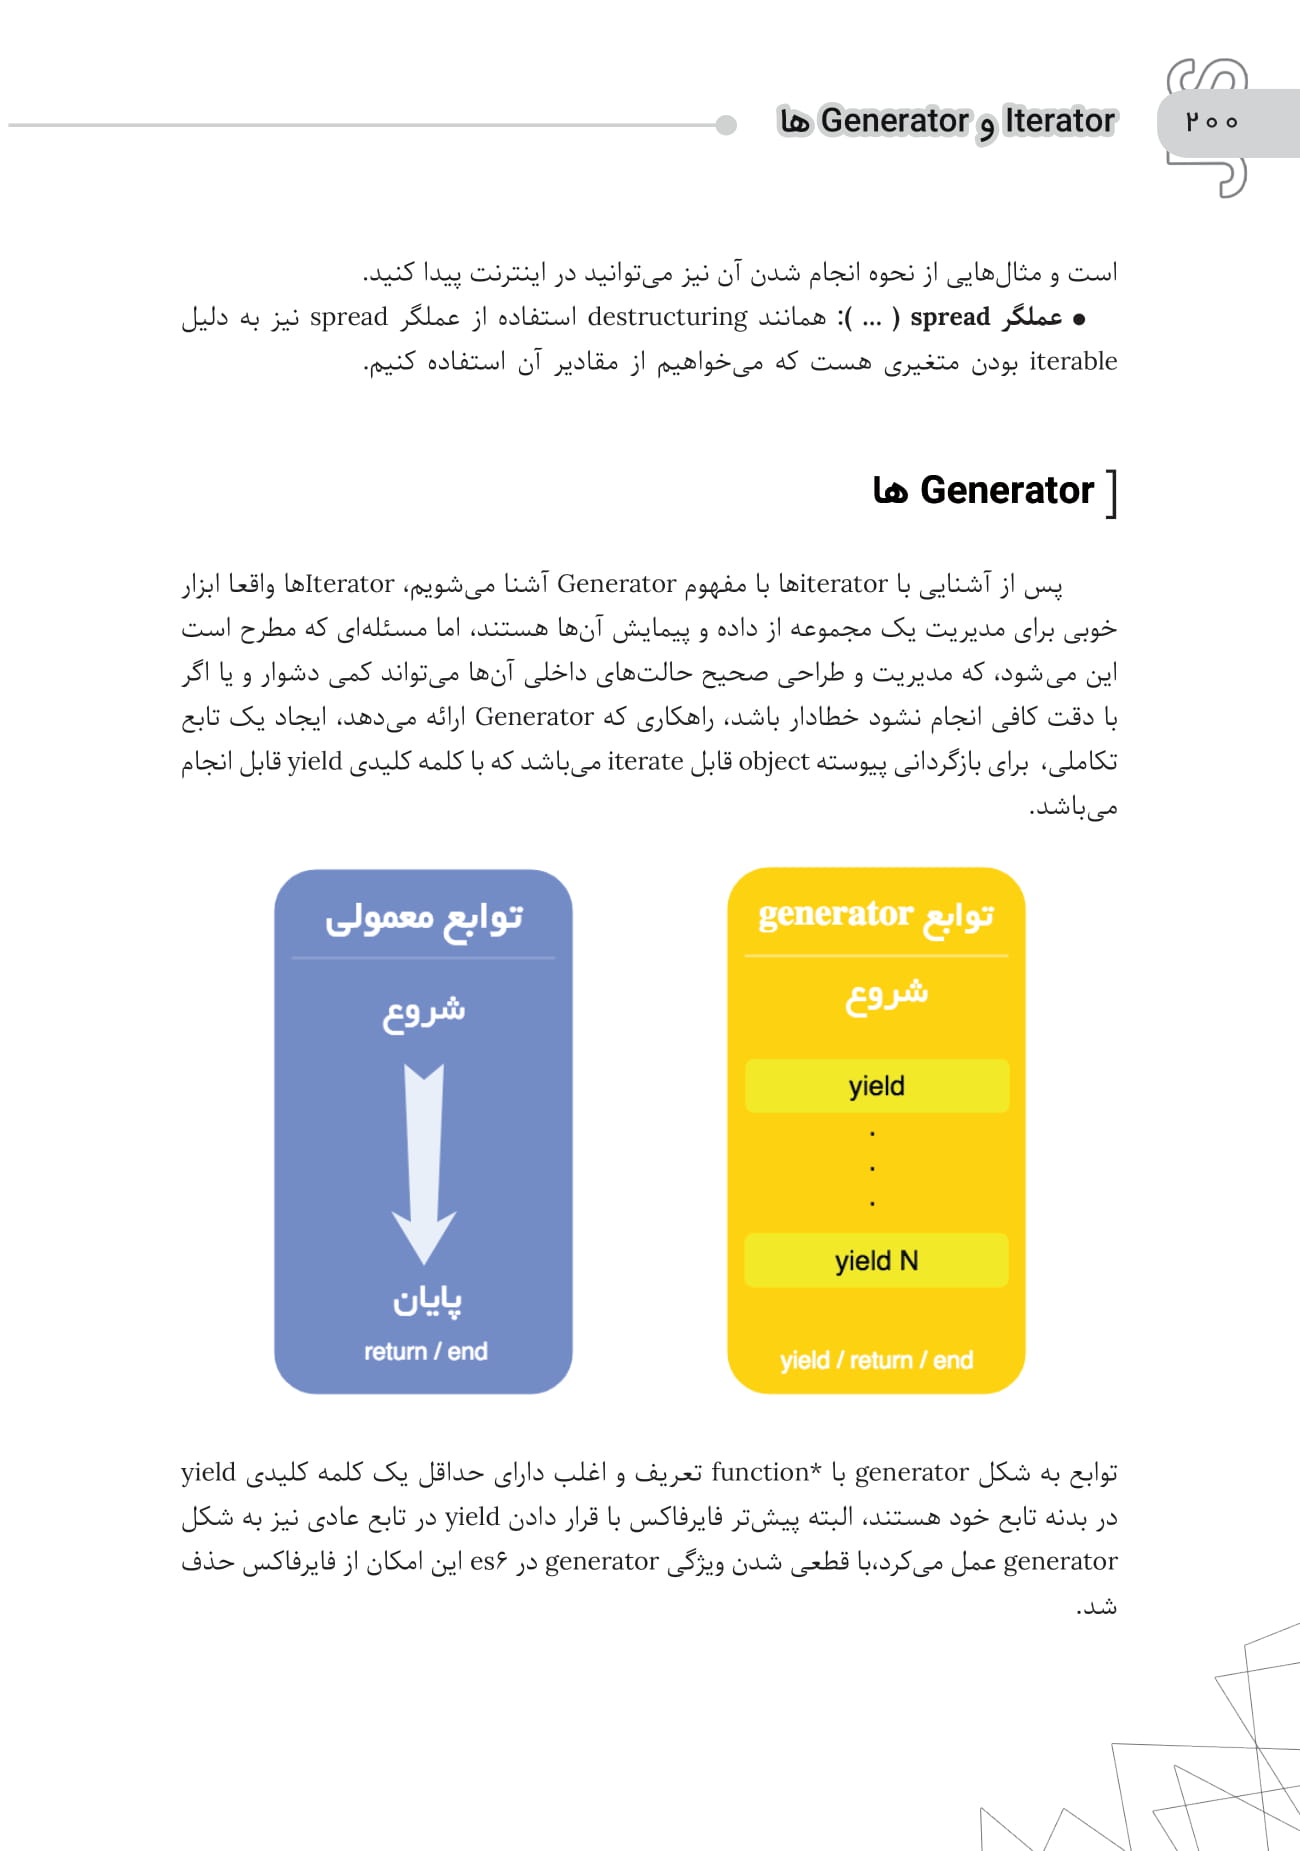 ۲۰۰
Iterator و Generator ها
است و مثال‌هایی از نحوه انجام شدن آن نیز می‌توانید در اینترنت پیدا کنید.
● عملگر spread ( ... ): همانند destructuring استفاده از عملگر spread نیز به دلیل
iterable بودن متغیری هست که می‌خواهیم از مقادیر آن استفاده کنیم.
[ Generator ها
پس از آشنایی با iteratorها با مفهوم Generator آشنا می‌شویم، Iteratorها واقعا ابزار
خوبی برای مدیریت یک مجموعه از داده و پیمایش آن‌ها هستند، اما مسئله‌ای که مطرح است
این می‌شود، که مدیریت و طراحی صحیح حالت‌های داخلی آن‌ها می‌تواند کمی دشوار و یا اگر
با دقت کافی انجام نشود خطادار باشد، راهکاری که Generator ارائه می‌دهد، ایجاد یک تابع
تکاملی، برای بازگردانی پیوسته object قابل iterate می‌باشد که با کلمه کلیدی yield قابل انجام
می‌باشد.
توابع generator
شروع
yield
.
.
.
yield N
yield / return / end
توابع معمولی
شروع
پایان
return / end
توابع به شکل generator با *function تعریف و اغلب دارای حداقل یک کلمه کلیدی yield
در بدنه تابع خود هستند، البته پیش‌تر فایرفاکس با قرار دادن yield در تابع عادی نیز به شکل
generator عمل می‌کرد،با قطعی شدن ویژگی generator در es۶ این امکان از فایرفاکس حذف
شد.